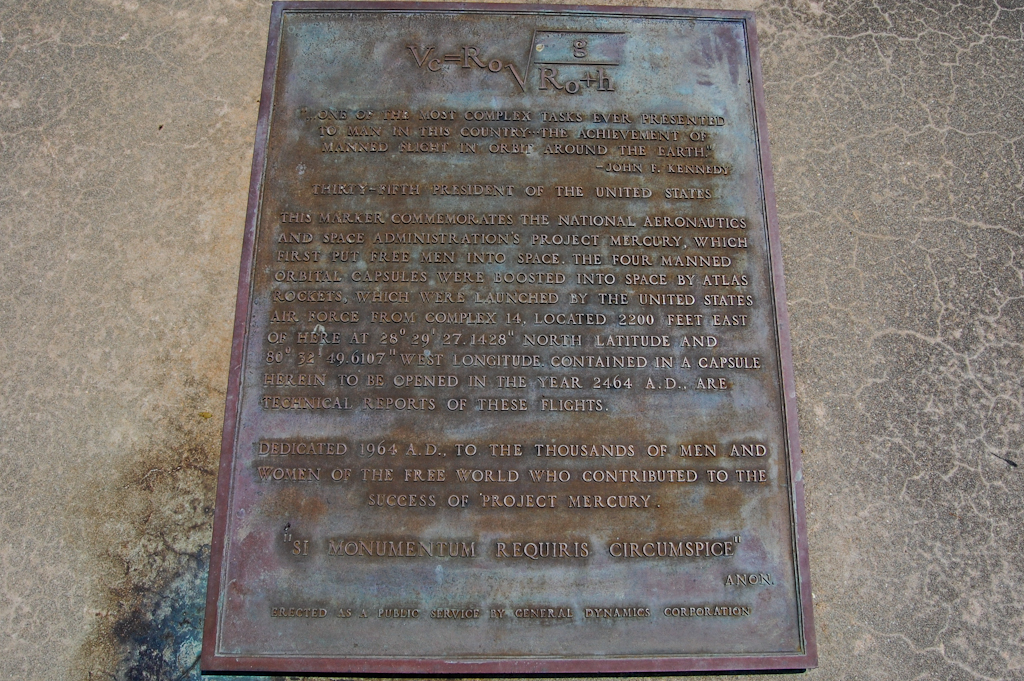 Vc=Ro√g/Ro+h
"...ONE OF THE MOST COMPLEX TASKS EVER PRESENTED
TO MAN IN THIS COUNTRY--THE ACHIEVEMENT OF
MANNED FLIGHT IN ORBIT AROUND THE EARTH."
-JOHN F. KENNEDY
THIRTY-FIFTH PRESIDENT OF THE UNITED STATES
THIS MARKER COMMEMORATES THE NATIONAL AERONAUTICS
AND SPACE ADMINISTRATION'S PROJECT MERCURY, WHICH
FIRST PUT FREE MEN INTO SPACE. THE FOUR MANNED
ORBITAL CAPSULES WERE BOOSTED INTO SPACE BY ATLAS
ROCKETS, WHICH WERE LAUNCHED BY THE UNITED STATES
AIR FORCE FROM COMPLEX 14, LOCATED 2200 FEET EAST
OF HERE AT 28° 29' 27.1428" NORTH LATITUDE AND
80° 32' 49.6107" WEST LONGITUDE. CONTAINED IN A CAPSULE
HEREIN TO BE OPENED IN THE YEAR 2464 A.D., ARE
TECHNICAL REPORTS OF THESE FLIGHTS.
DEDICATED 1964 A.D., TO THE THOUSANDS OF MEN AND
WOMEN OF THE FREE WORLD WHO CONTRIBUTED TO THE
SUCCESS OF PROJECT MERCURY.
"SI MONUMENTUM REQUIRIS CIRCUMSPICE"
ANON.
ERECTED AS A PUBLIC SERVICE BY GENERAL DYNAMICS CORPORATION